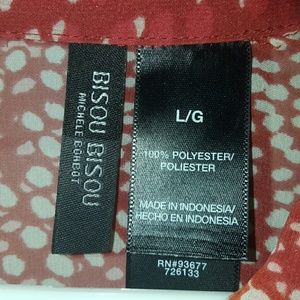 BISOU BISOU
MICHELE BOHBOT
L/G
100% POLYESTER/
POLIESTER
MADE IN INDONESIA/
HECHO EN INDONESIA
RN#93677
726133